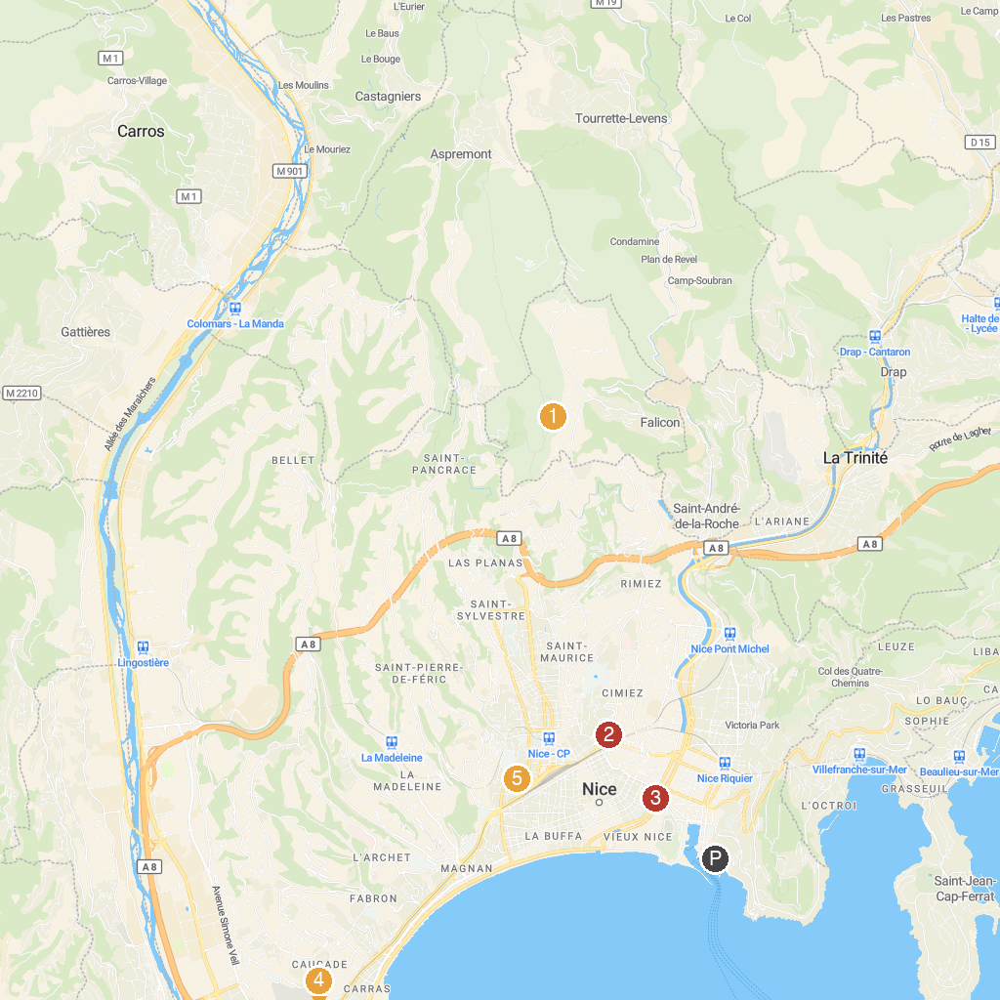 L'Eurier
M 19
Le Col
Les Pastres
Le Camp
Le Baus
M 1
Le Bouge
Carros-Village
Les Moulins
Castagniers
Tourrette-Levens
Carros
D 15
Le Mouriez
Aspremont
M 901
M 1
Condamine
Plan de Revel
Camp-Soubran
Colomars - La Manda
Halte de
- Lycée
Gattières
Drap - Cantaron
Drap
M 2210
Allée des Maraîchers
1
Falicon
Route de Laghet
BELLET
SAINT-
PANCRACE
La Trinité
Saint-André-
de-la-Roche
L'ARIANE
A 8
A 8
A 8
LAS PLANAS
RIMIEZ
SAINT-
SYLVESTRE
A 8
Lingostière
SAINT-
MAURICE
Nice Pont Michel
LEUZE
LIBA
SAINT-PIERRE-
DE-FÉRIC
Col des Quatre-
Chemins
CA
CIMIEZ
LO BAUÇ
SOPHIE
Victoria Park
2
Nice - CP
La Madeleine
Nice Riquier
Villefranche-sur-Mer
Beaulieu-sur-Mer
LA
MADELEINE
5
Nice
3
GRASSEUIL
L'OCTROI
LA BUFFA
VIEUX NICE
L'ARCHET
P
A 8
MAGNAN
Saint-Jean-
Cap-Ferrat
FABRON
Avenue Simone Veil
CAUCADE
4
CARRAS